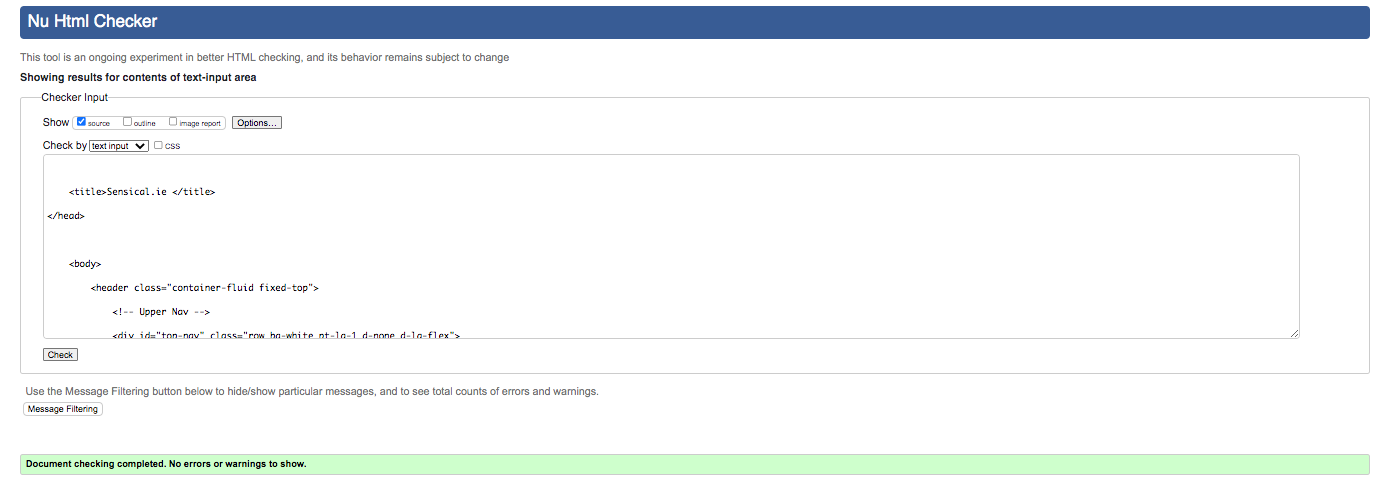 Nu Html Checker
This tool is an ongoing experiment in better HTML checking, and its behavior remains subject to change
Showing results for contents of text-input area
Checker Input
Show source outline image report Options...
Check by text input css
<title>Sensical.ie </title>
</head>
<body>
<header class="container-fluid fixed-top">
<!-- Upper Nav -->
<div id="top-nav" class="row bg-white pt-lg-1 d-none d-lg-flex">
Check
Use the Message Filtering button below to hide/show particular messages, and to see total counts of errors and warnings.
Message Filtering
Document checking completed. No errors or warnings to show.